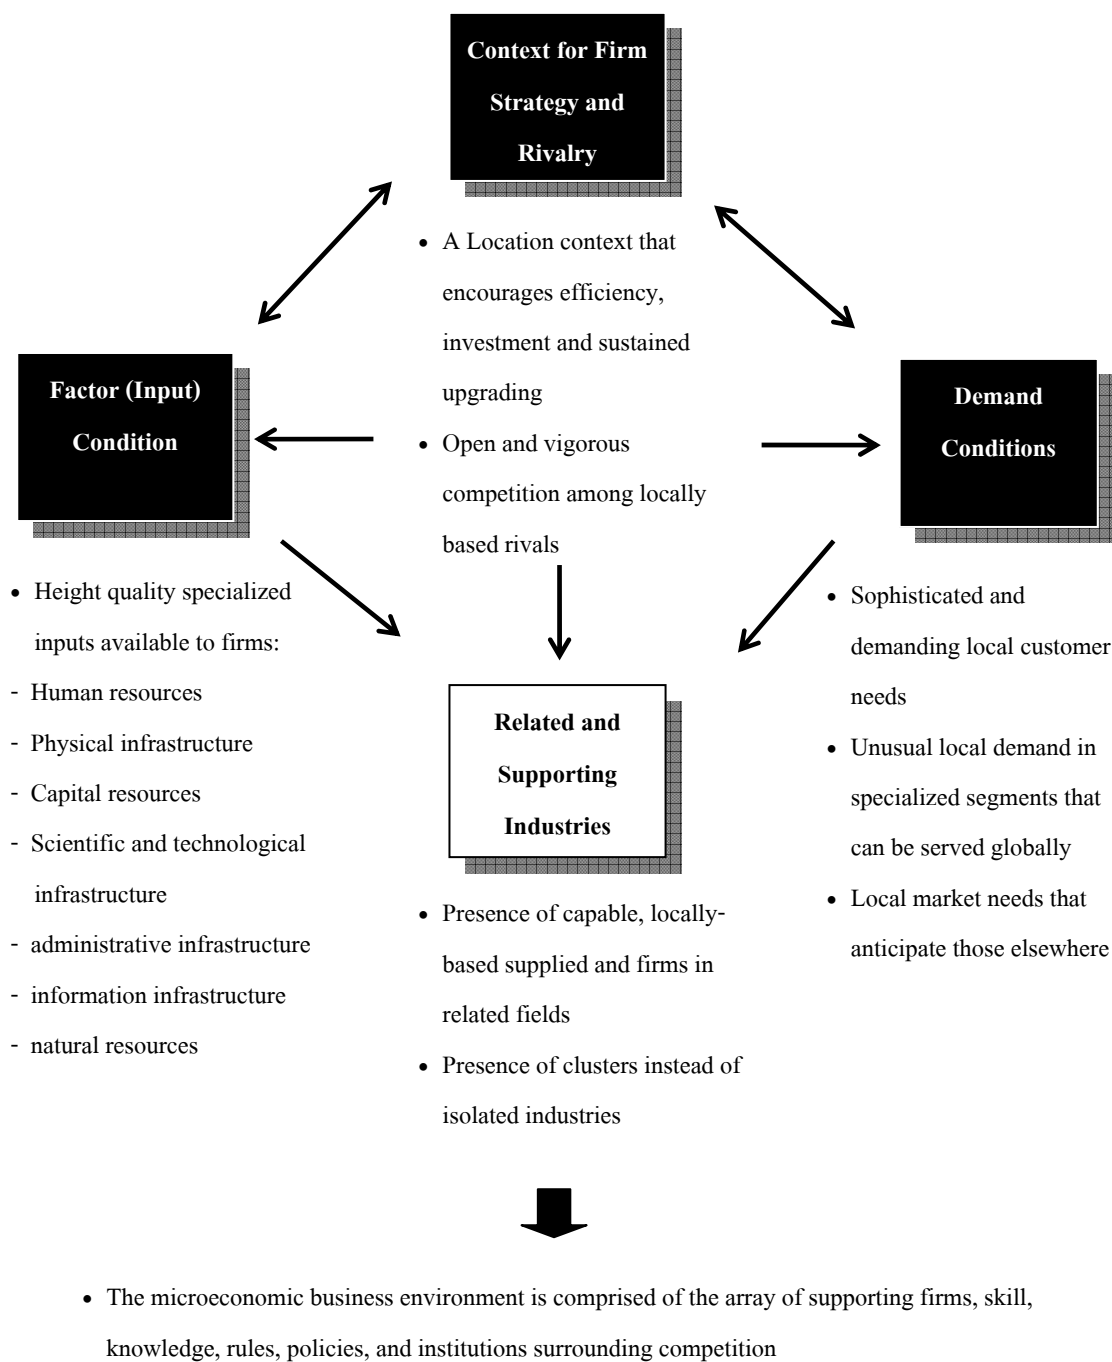 Context for Firm
Strategy and
Rivalry
• A Location context that
encourages efficiency,
investment and sustained
upgrading
• Open and vigorous
competition among locally
based rivals
Factor (Input)
Condition
• Height quality specialized
inputs available to firms:
- Human resources
- Physical infrastructure
- Capital resources
- Scientific and technological
infrastructure
- administrative infrastructure
- information infrastructure
- natural resources
Demand
Conditions
• Sophisticated and
demanding local customer
needs
• Unusual local demand in
specialized segments that
can be served globally
• Local market needs that
anticipate those elsewhere
Related and
Supporting
Industries
• Presence of capable, locally-
based supplied and firms in
related fields
• Presence of clusters instead of
isolated industries
• The microeconomic business environment is comprised of the array of supporting firms, skill,
knowledge, rules, policies, and institutions surrounding competition